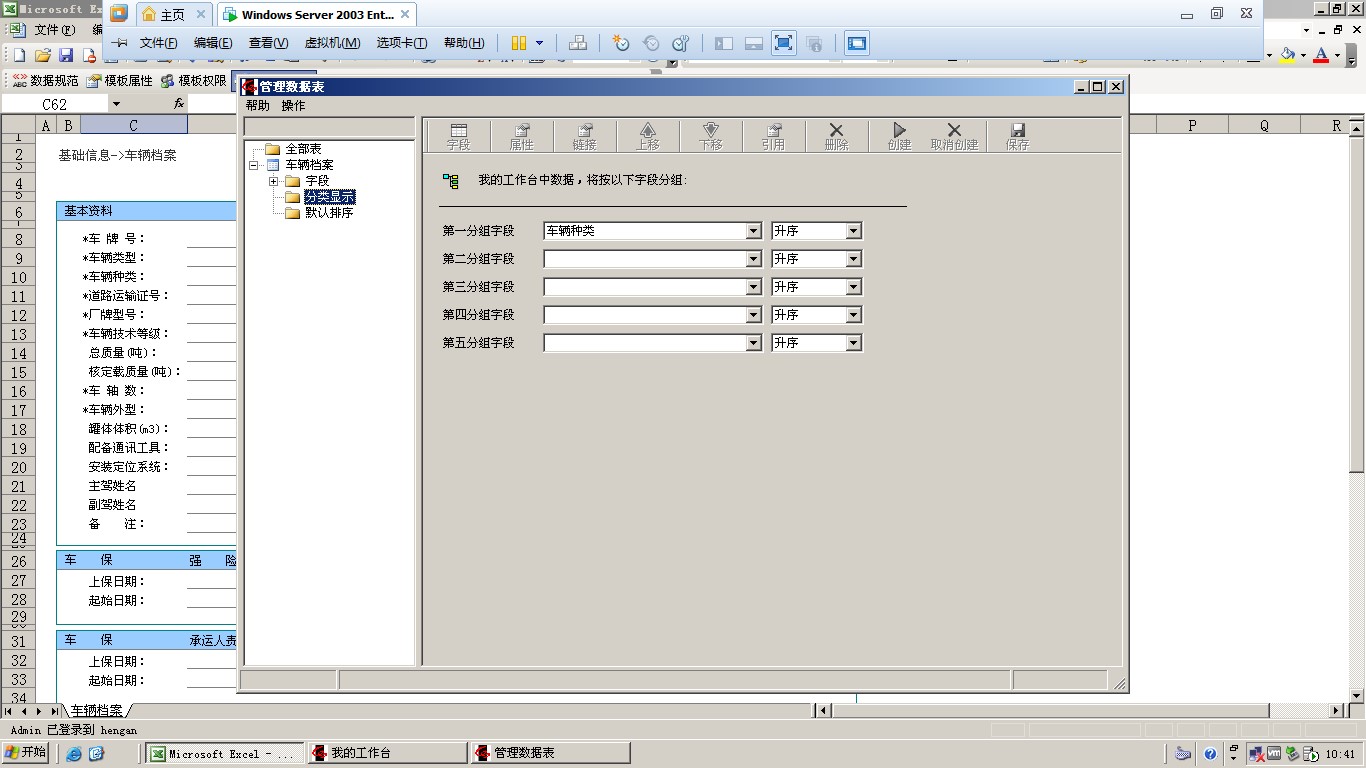 Microsoft Ex
主页
Windows Server 2003 Ent...
文件(F)
编
文件(F) 编辑(E) 查看(V) 虚拟机(M) 选项卡(T) 帮助(H)
数据规范 模板属性 模板权限
C62
fx
管理数据表
帮助 操作
字段 属性 链接 上移 下移 引用 删除 创建 取消创建 保存
全部表
车辆档案
字段
分类显示
默认排序
我的工作台中数据，将按以下字段分组:
第一分组字段 车辆种类 升序
第二分组字段 升序
第三分组字段 升序
第四分组字段 升序
第五分组字段 升序
A B C P Q R
1
2 基础信息->车辆档案
3
4
5
6 基本资料
8 *车 牌 号：
9 *车辆类型：
10 *车辆种类：
11 *道路运输证号：
12 *厂牌型号：
13 *车辆技术等级：
14 总质量(吨)：
15 核定载质量(吨)：
16 *车 轴 数：
17 *车辆外型：
18 罐体体积(m3)：
19 配备通讯工具：
20 安装定位系统：
21 主驾姓名
22 副驾姓名
23 备 注：
24
26 车 保 强 险
27 上保日期：
28 起始日期：
29
31 车 保 承运人责
32 上保日期：
33 起始日期：
34
车辆档案
Admin 已登录到 hengan
开始
Microsoft Excel - ...
我的工作台
管理数据表
10:41